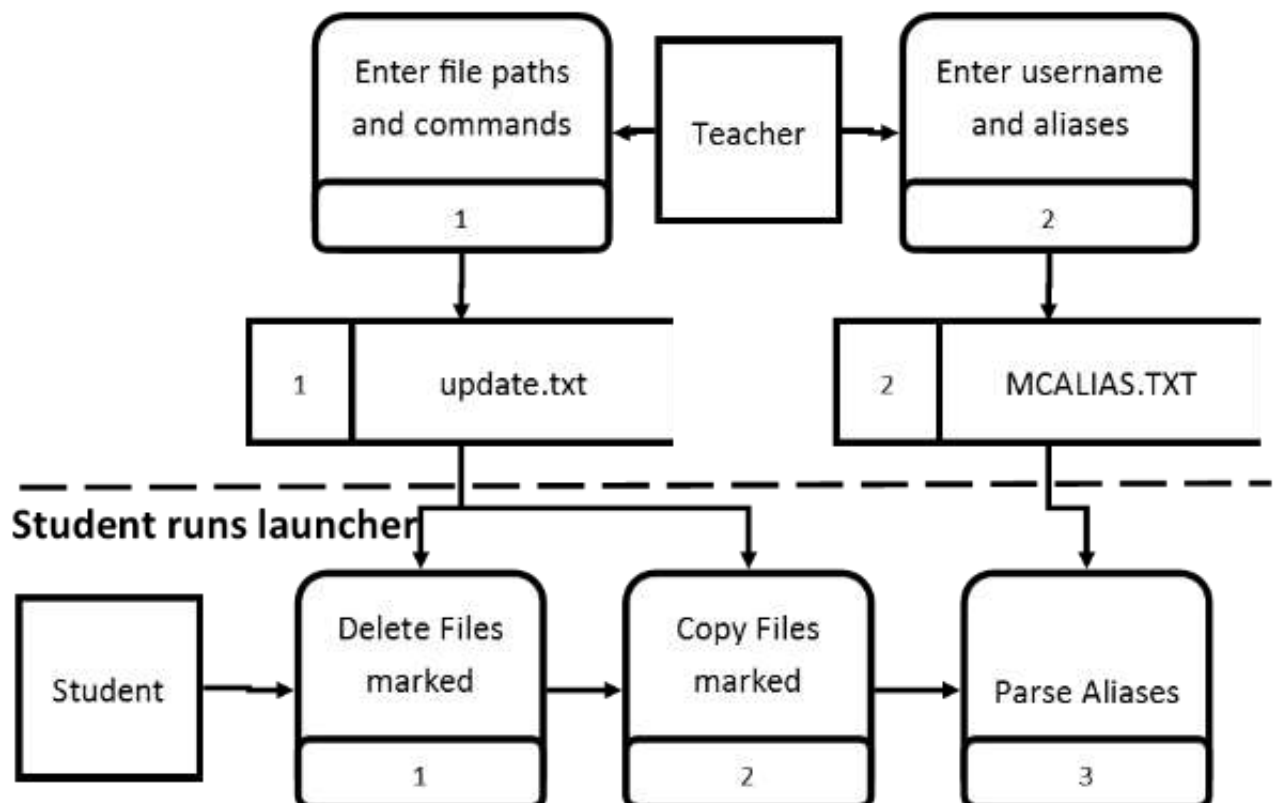 Enter file paths
and commands
1
Teacher
Enter username
and aliases
2
1
update.txt
2
MCALIAS.TXT
Student runs launcher
Student
Delete Files
marked
1
Copy Files
marked
2
Parse Aliases
3